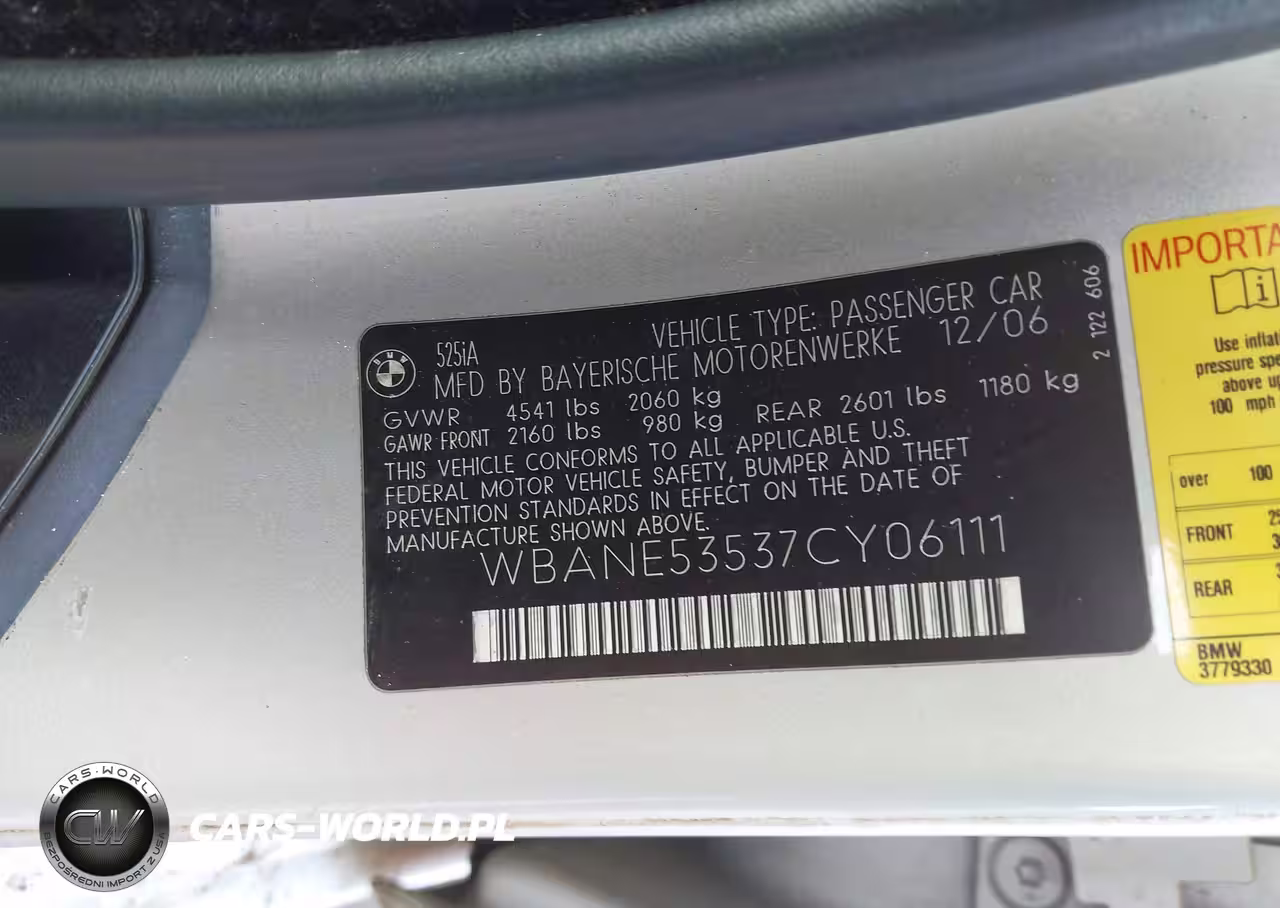 525iA
VEHICLE TYPE: PASSENGER CAR
MFD BY BAYERISCHE MOTORENWERKE 12/06
GVWR 4541 lbs 2060 kg
GAWR FRONT 2160 lbs 980 kg REAR 2601 lbs 1180 kg
THIS VEHICLE CONFORMS TO ALL APPLICABLE U.S.
FEDERAL MOTOR VEHICLE SAFETY, BUMPER AND THEFT
PREVENTION STANDARDS IN EFFECT ON THE DATE OF
MANUFACTURE SHOWN ABOVE.
WBANE53537CY06111
2 122 606
BMW
IMPORTA
Use inflat
pressure spe
above up
100 mph
over 100
FRONT
REAR
BMW
3779330
CARS-WORLD
CW
BEZPOŚREDNI IMPORT Z USA
CARS-WORLD.PL